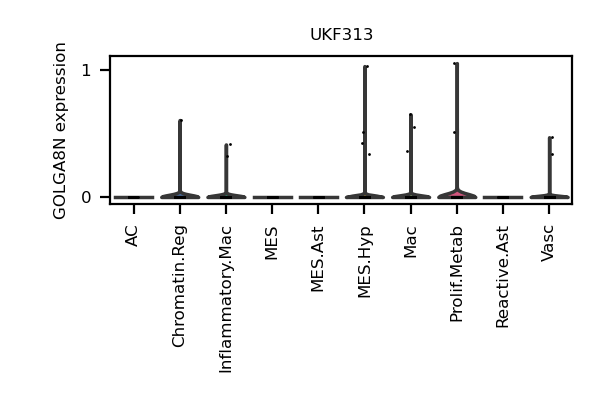 UKF313
GOLGA8N expression
1
0
AC
Chromatin.Reg
Inflammatory.Mac
MES
MES.Ast
MES.Hyp
Mac
Prolif.Metab
Reactive.Ast
Vasc